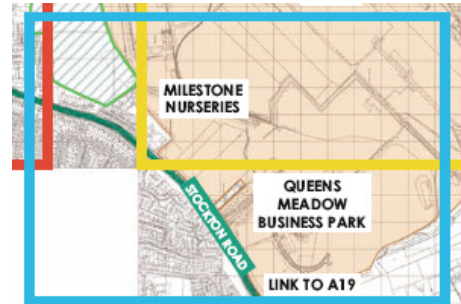 MILESTONE
NURSERIES
STOCKTON ROAD
QUEENS
MEADOW
BUSINESS PARK
LINK TO A19